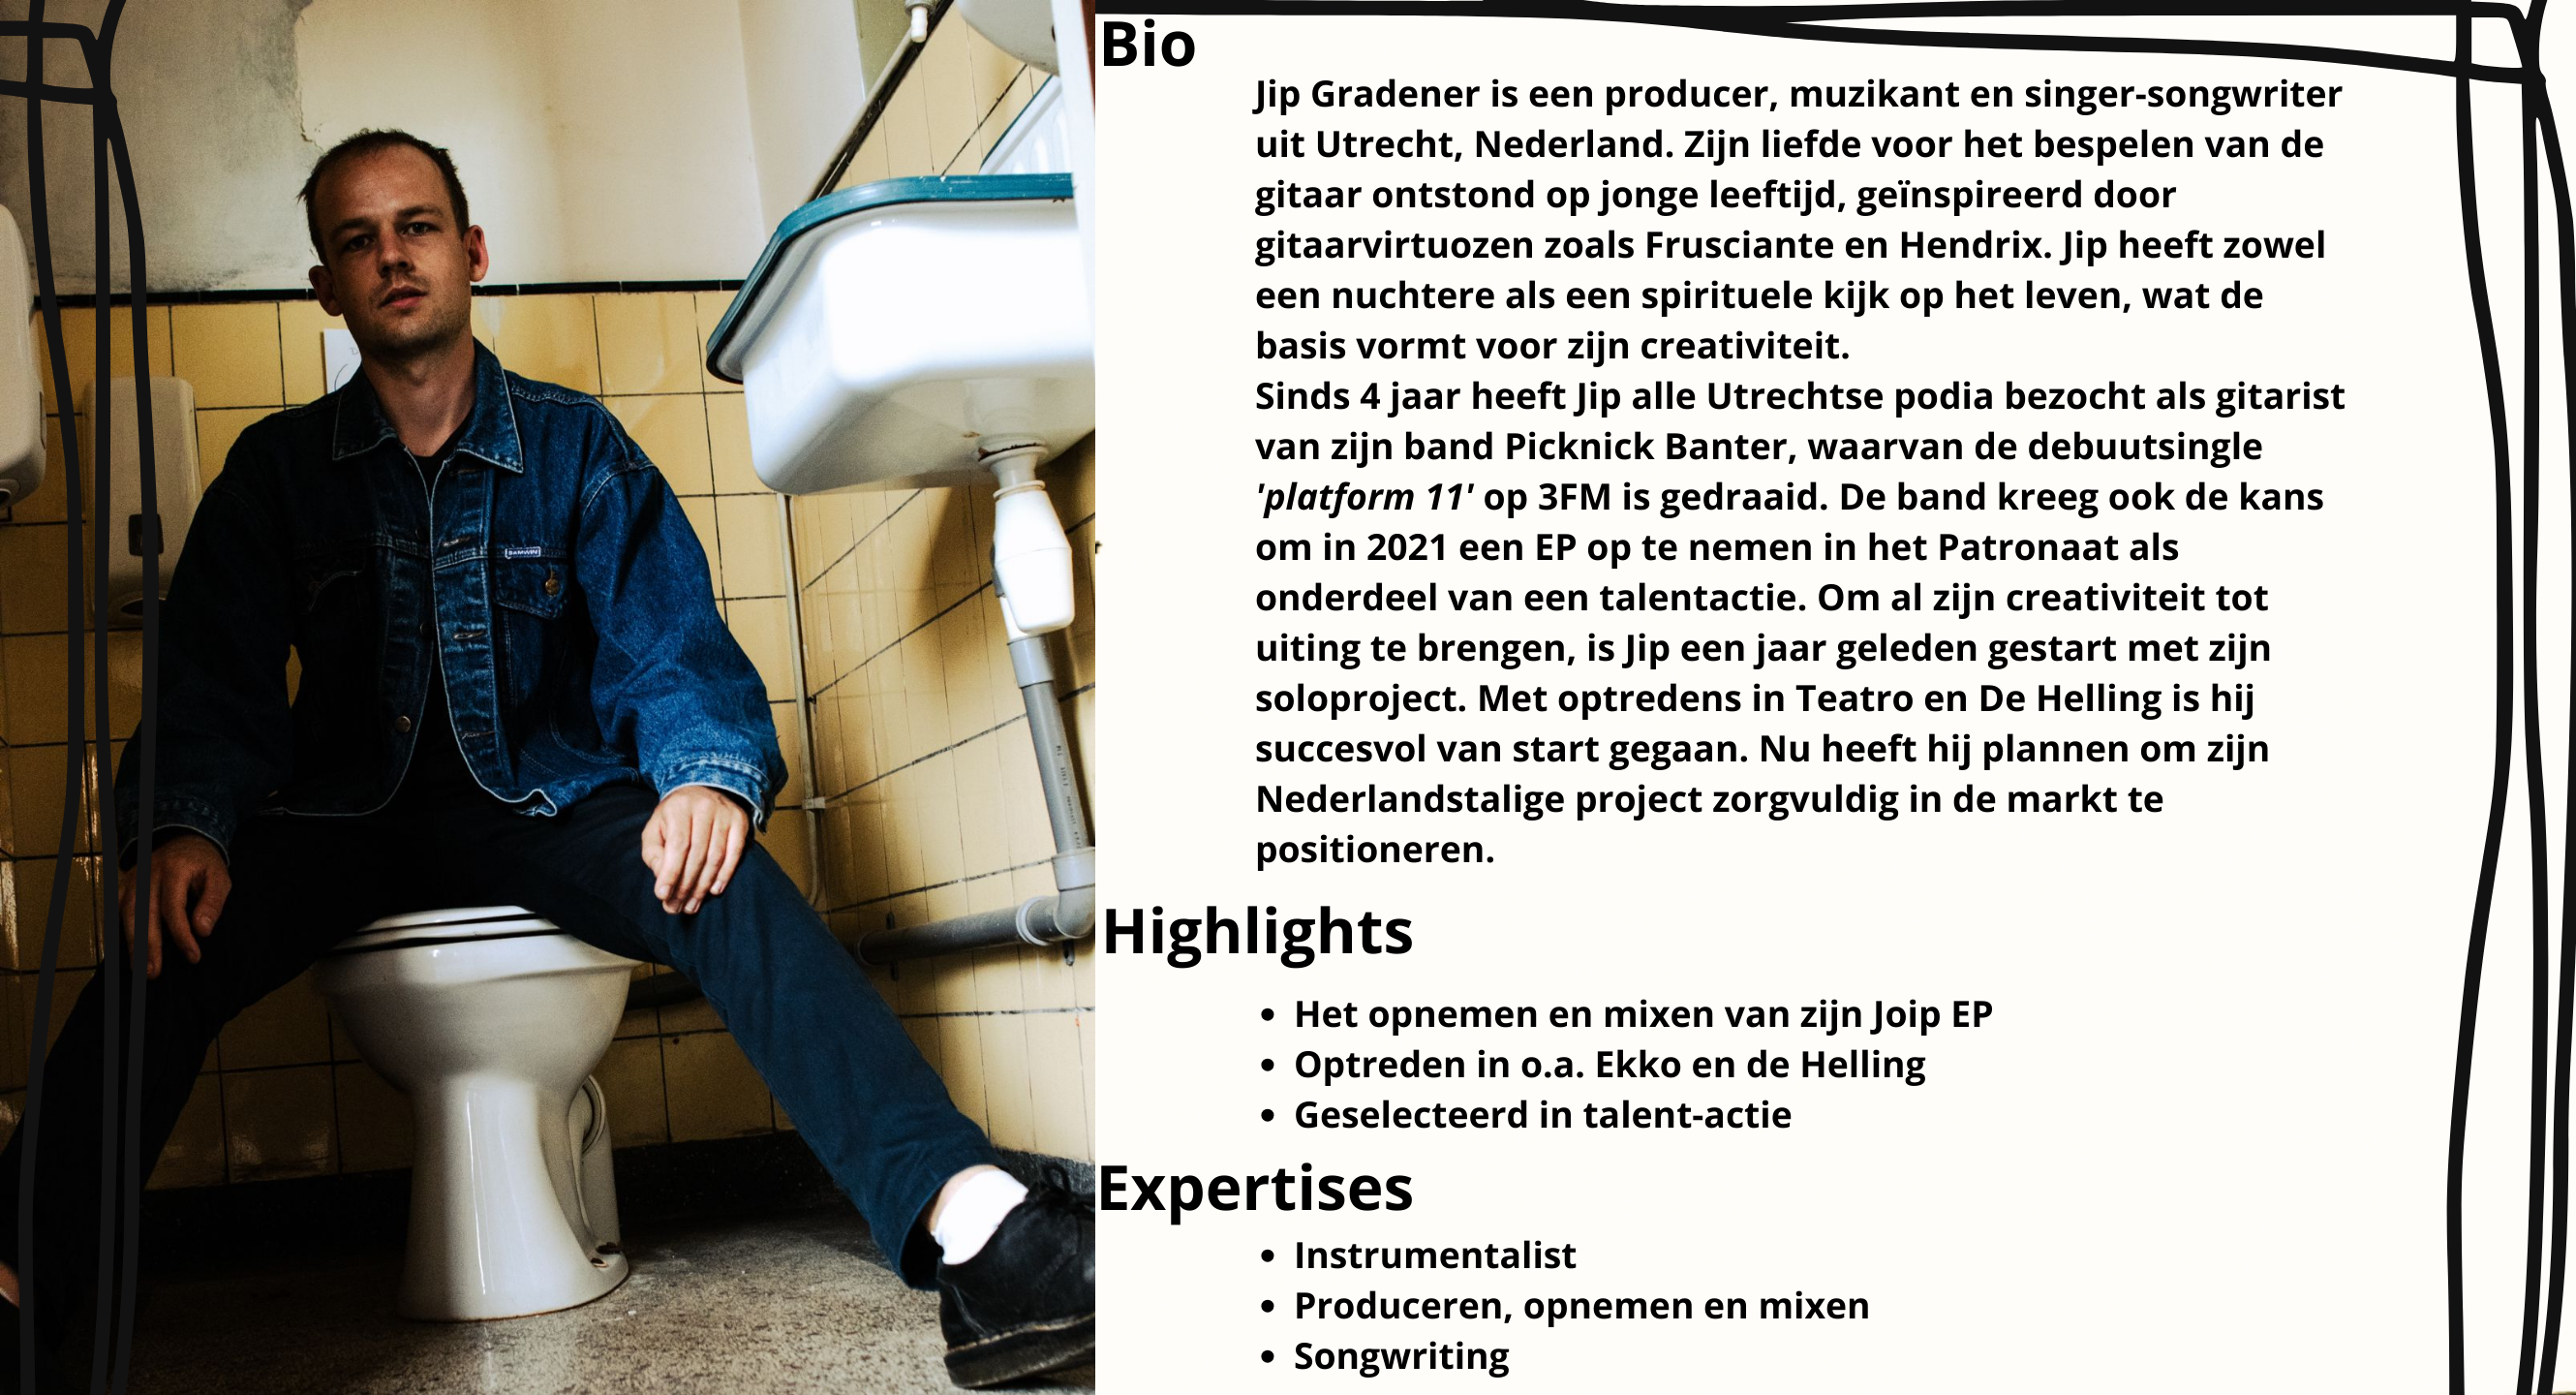 Bio
Jip Gradener is een producer, muzikant en singer-songwriter
uit Utrecht, Nederland. Zijn liefde voor het bespelen van de
gitaar ontstond op jonge leeftijd, geïnspireerd door
gitaarvirtuozen zoals Frusciante en Hendrix. Jip heeft zowel
een nuchtere als een spirituele kijk op het leven, wat de
basis vormt voor zijn creativiteit.
Sinds 4 jaar heeft Jip alle Utrechtse podia bezocht als gitarist
van zijn band Picknick Banter, waarvan de debuutsingle
'platform 11' op 3FM is gedraaid. De band kreeg ook de kans
om in 2021 een EP op te nemen in het Patronaat als
onderdeel van een talentactie. Om al zijn creativiteit tot
uiting te brengen, is Jip een jaar geleden gestart met zijn
soloproject. Met optredens in Teatro en De Helling is hij
succesvol van start gegaan. Nu heeft hij plannen om zijn
Nederlandstalige project zorgvuldig in de markt te
positioneren.
Highlights
• Het opnemen en mixen van zijn Joip EP
• Optreden in o.a. Ekko en de Helling
• Geselecteerd in talent-actie
Expertises
• Instrumentalist
• Produceren, opnemen en mixen
• Songwriting